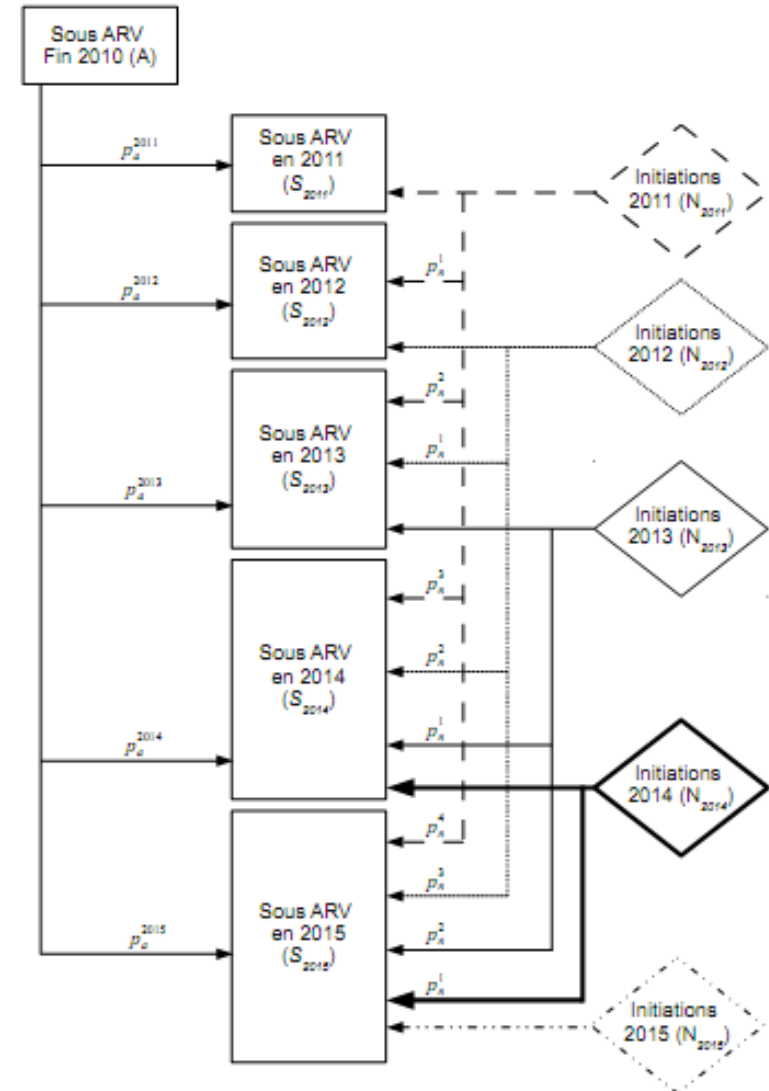 Sous ARV
Fin 2010 (A)
p_a^2011
Sous ARV
en 2011
(S_2011)
Initiations
2011 (N_2011)
p_a^2012
Sous ARV
en 2012
(S_2012)
p_n^1
Initiations
2012 (N_2012)
p_a^2013
Sous ARV
en 2013
(S_2013)
p_n^2
p_n^1
Initiations
2013 (N_2013)
p_a^2014
Sous ARV
en 2014
(S_2014)
p_n^3
p_n^2
p_n^1
Initiations
2014 (N_2014)
p_a^2015
Sous ARV
en 2015
(S_2015)
p_n^4
p_n^3
p_n^2
p_n^1
Initiations
2015 (N_2015)